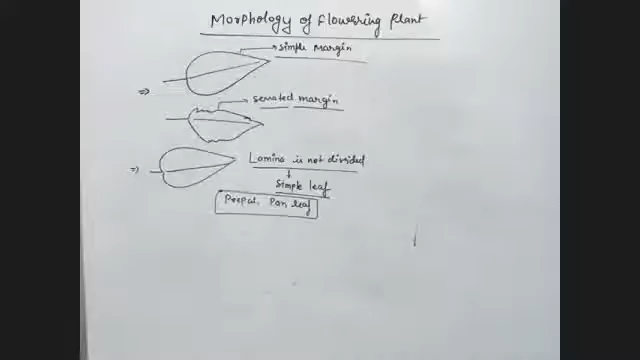 Morphology of Flowering Plant
simple Margin
⇒
serrated margin
⇒ Lamina is not divided
↓
Simple leaf
Peepal, Pan leaf